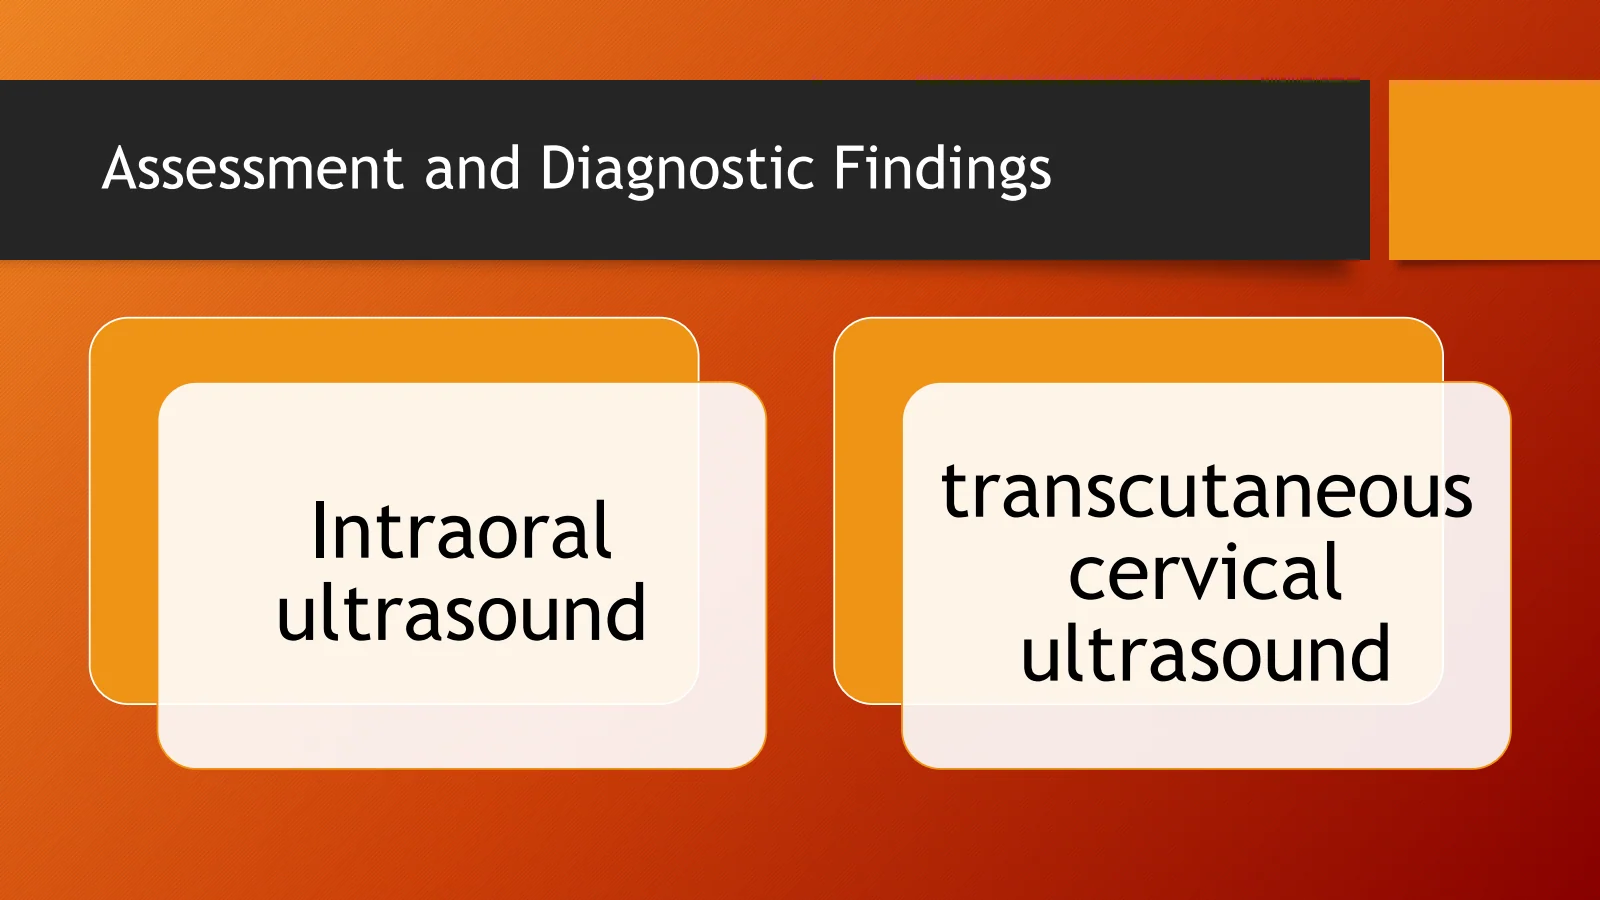 Assessment and Diagnostic Findings
Intraoral
ultrasound
transcutaneous
cervical
ultrasound